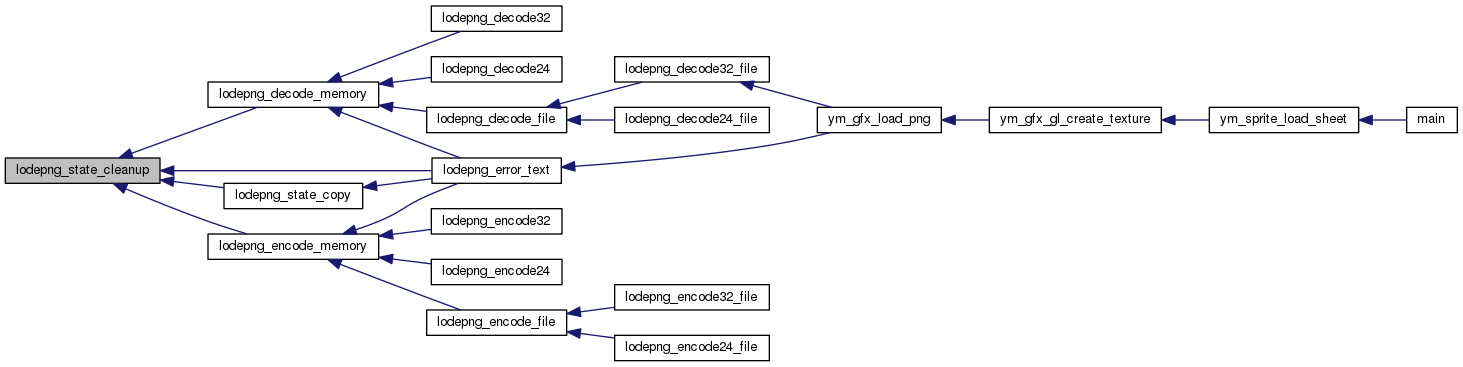 lodepng_state_cleanup
lodepng_decode_memory
lodepng_state_copy
lodepng_encode_memory
lodepng_decode32
lodepng_decode24
lodepng_decode_file
lodepng_error_text
lodepng_encode32
lodepng_encode24
lodepng_encode_file
lodepng_decode32_file
lodepng_decode24_file
lodepng_encode32_file
lodepng_encode24_file
ym_gfx_load_png
ym_gfx_gl_create_texture
ym_sprite_load_sheet
main